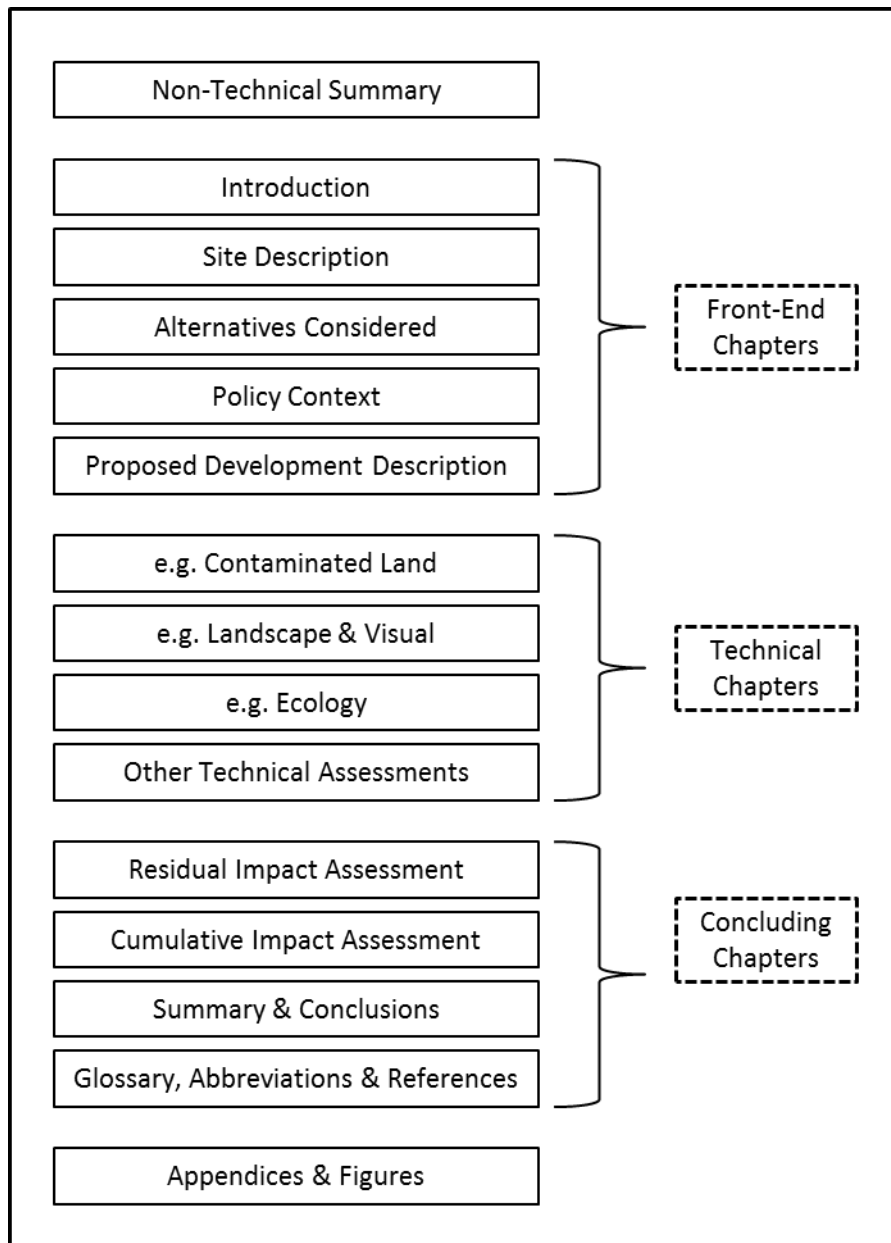 Non-Technical Summary
Introduction
Site Description
Alternatives Considered
Policy Context
Proposed Development Description
Front-End
Chapters
e.g. Contaminated Land
e.g. Landscape & Visual
e.g. Ecology
Other Technical Assessments
Technical
Chapters
Residual Impact Assessment
Cumulative Impact Assessment
Summary & Conclusions
Glossary, Abbreviations & References
Concluding
Chapters
Appendices & Figures